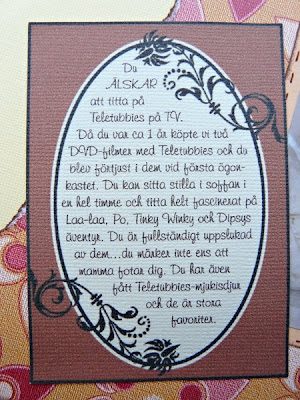 Du
ÄLSKAR
att titta på
Teletubbies på TV.
Då du var ca 1 år köpte vi två
DVD-filmer med Teletubbies och du
blev förtjust i dem vid första ögon-
kastet. Du kan sitta stilla i soffan i
en hel timme och titta helt fascinerat på
Laa-laa, Po, Tinky Winky och Dipsys
äventyr. Du är fullständigt uppslukad
av dem...du märker inte ens att
mamma fotar dig. Du har även
fått Teletubbies-mjukisdjur
och de är stora
favoriter.